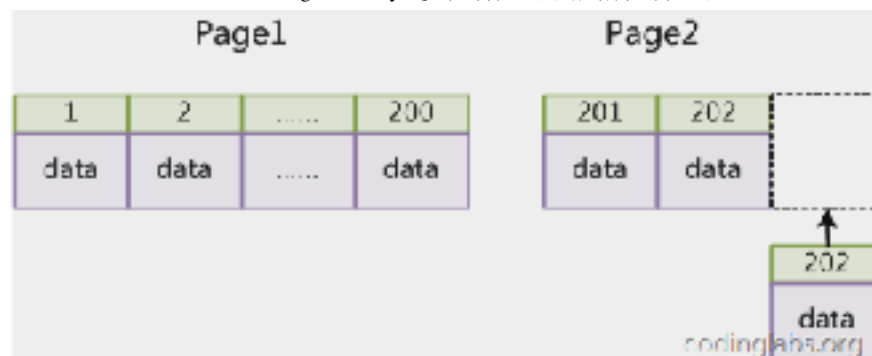 Page1 Page2
1 2 ...... 200 201 202
data data ...... data data data
202
data
codinglabs.org